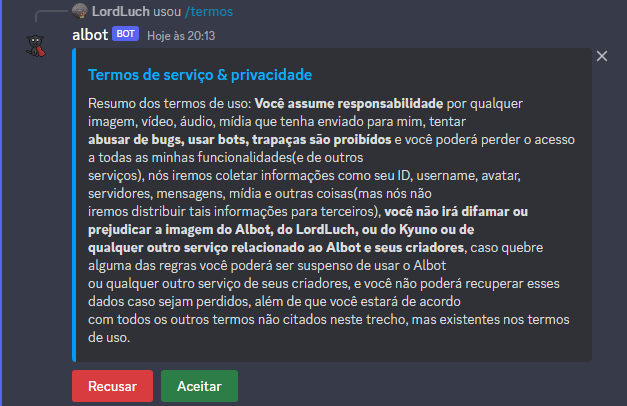 LordLuch usou /termos
albot BOT Hoje às 20:13
Termos de serviço & privacidade
Resumo dos termos de uso: Você assume responsabilidade por qualquer
imagem, vídeo, áudio, mídia que tenha enviado para mim, tentar
abusar de bugs, usar bots, trapaças são proibidos e você poderá perder o acesso
a todas as minhas funcionalidades(e de outros
serviços), nós iremos coletar informações como seu ID, username, avatar,
servidores, mensagens, mídia e outras coisas(mas nós não
iremos distribuir tais informações para terceiros), você não irá difamar ou
prejudicar a imagem do Albot, do LordLuch, ou do Kyuno ou de
qualquer outro serviço relacionado ao Albot e seus criadores, caso quebre
alguma das regras você poderá ser suspenso de usar o Albot
ou qualquer outro serviço de seus criadores, e você não poderá recuperar esses
dados caso sejam perdidos, além de que você estará de acordo
com todos os outros termos não citados neste trecho, mas existentes nos termos
de uso.
Recusar Aceitar